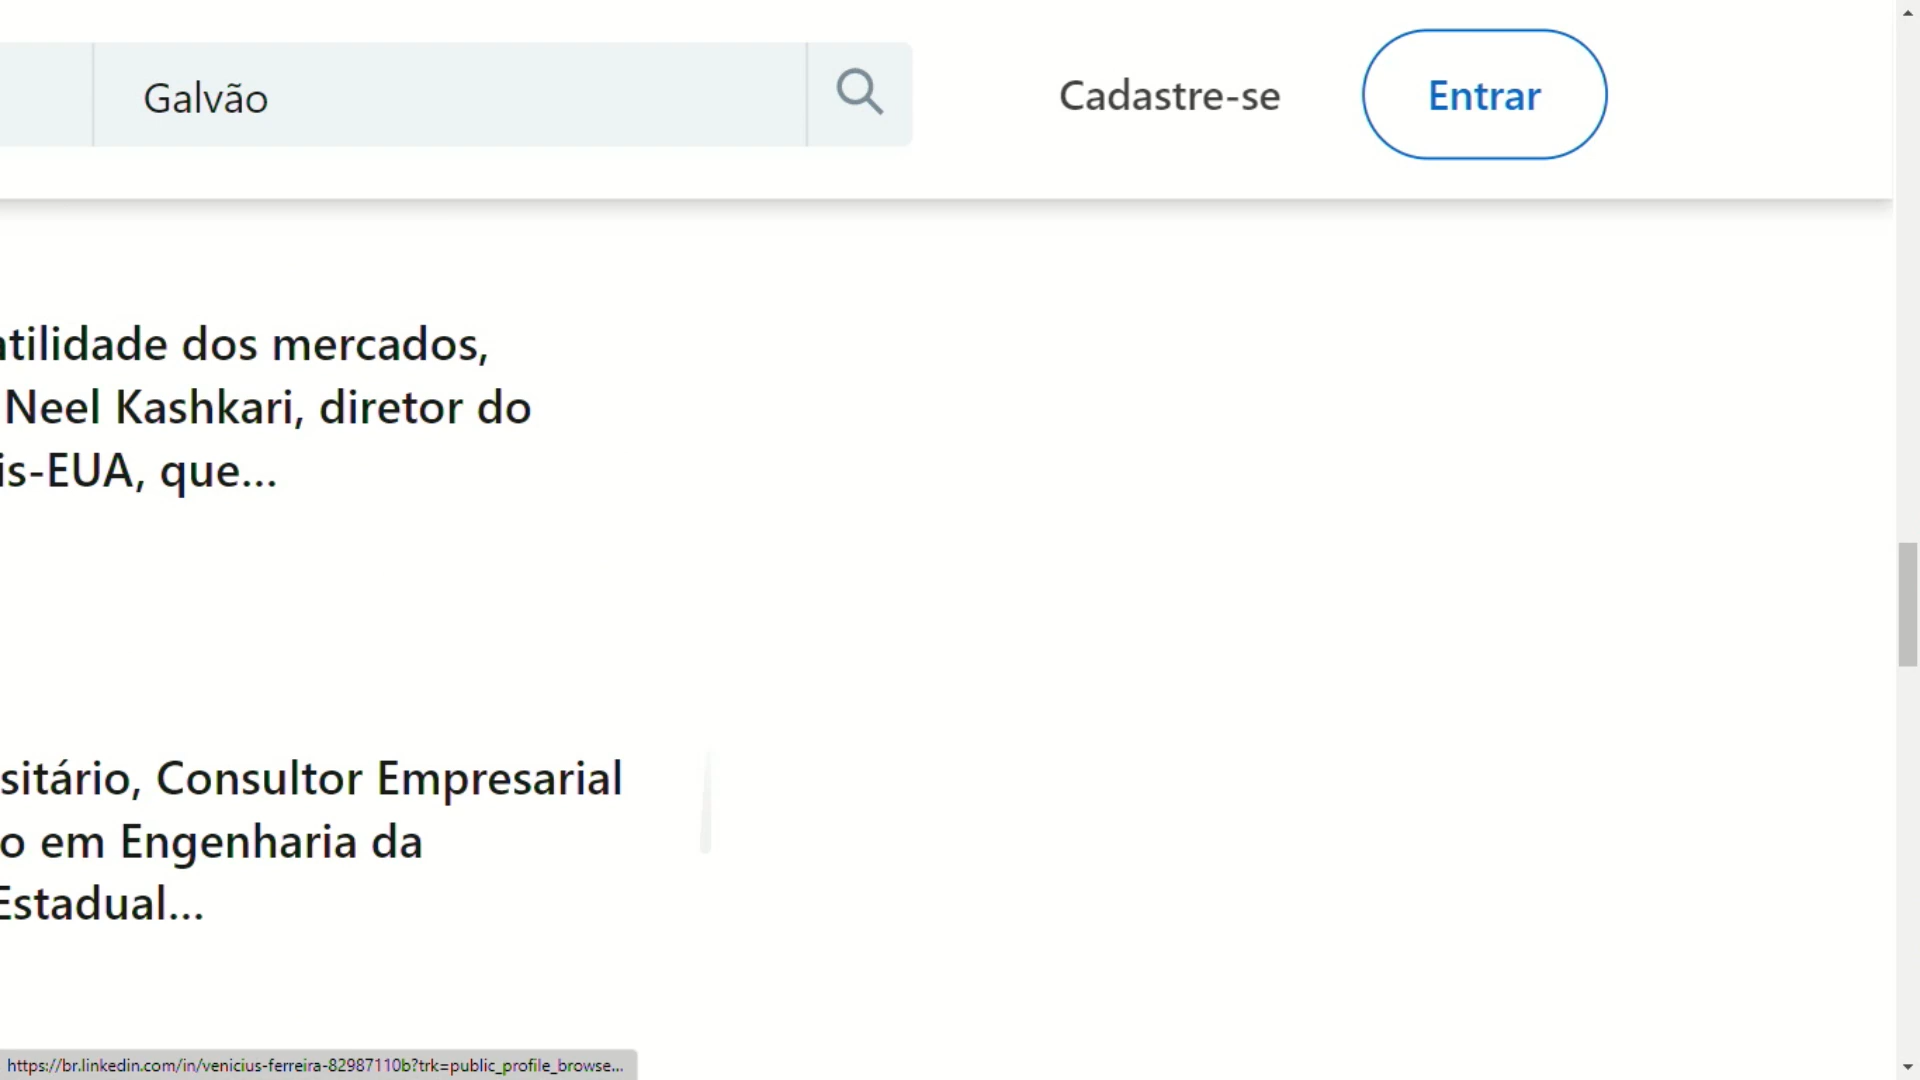 Galvão
Cadastre-se
Entrar
dos mercados,
Neel Kashkari, diretor do
is-EUA, que...
sitário, Consultor Empresarial
o em Engenharia da
Estadual...
https://br.linkedin.com/in/venicius-ferreira-82987110b?trk=public_profile_browse...